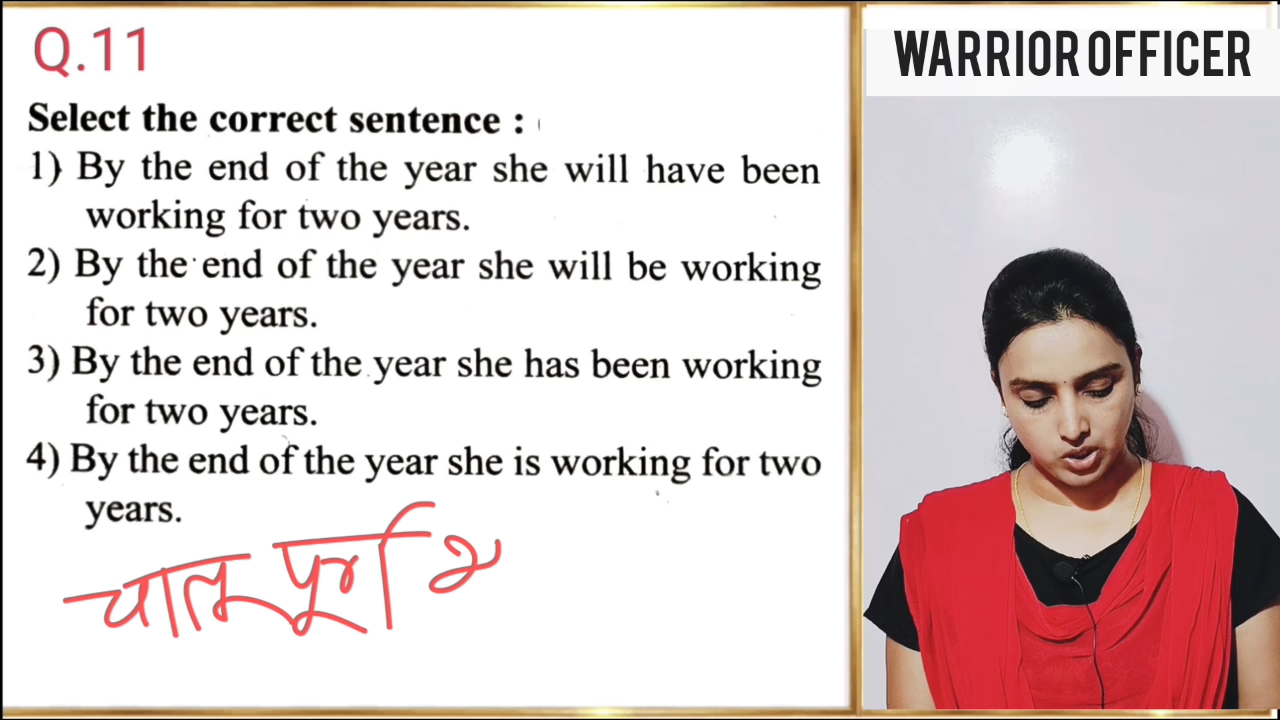 Q.11
WARRIOR OFFICER
Select the correct sentence :
1) By the end of the year she will have been
working for two years.
2) By the end of the year she will be working
for two years.
3) By the end of the year she has been working
for two years.
4) By the end of the year she is working for two
years.
चालू पूर्ण